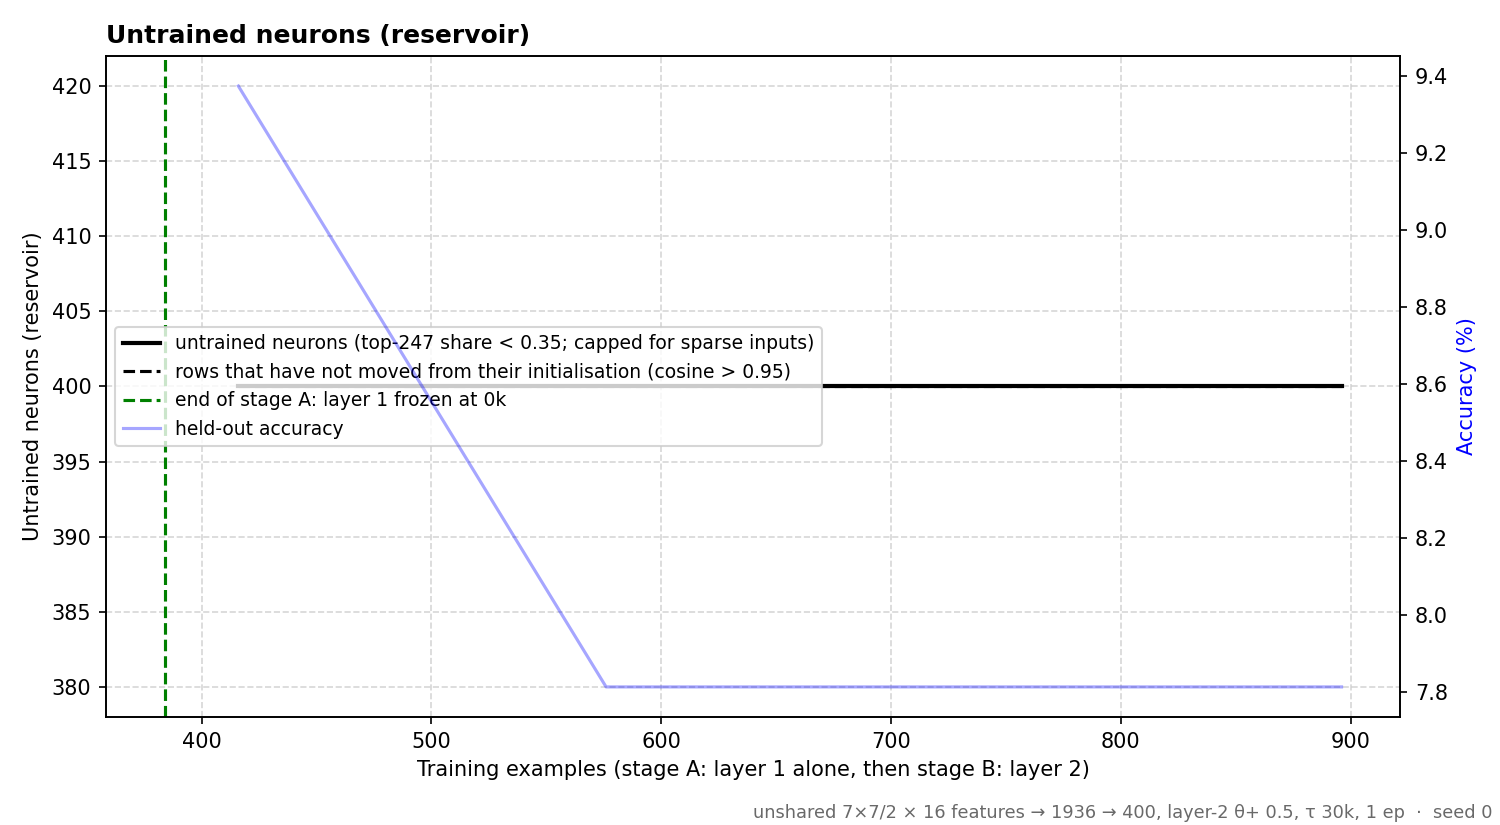 Untrained neurons (reservoir)
420
415
410
405
400
395
390
385
380
Untrained neurons (reservoir)
9.4
9.2
9.0
8.8
8.6
8.4
8.2
8.0
7.8
Accuracy (%)
untrained neurons (top-247 share < 0.35; capped for sparse inputs)
rows that have not moved from their initialisation (cosine > 0.95)
end of stage A: layer 1 frozen at 0k
held-out accuracy
400 500 600 700 800 900
Training examples (stage A: layer 1 alone, then stage B: layer 2)
unshared 7×7/2 × 16 features → 1936 → 400, layer-2 θ+ 0.5, τ 30k, 1 ep · seed 0